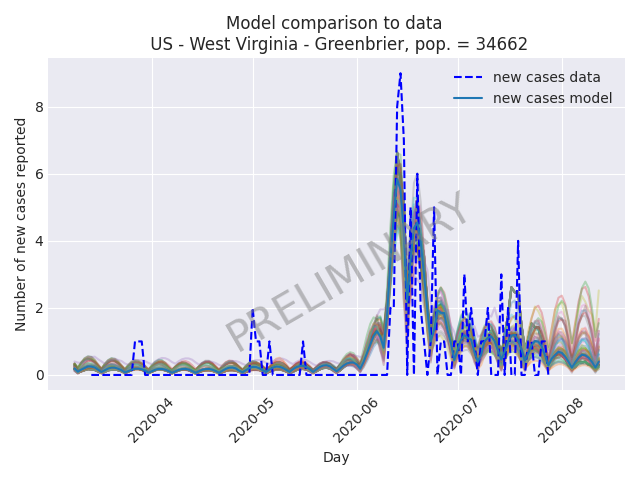 Model comparison to data
US - West Virginia - Greenbrier, pop. = 34662
new cases data
new cases model
PRELIMINARY
Number of new cases reported
8
6
4
2
0
2020-04
2020-05
2020-06
2020-07
2020-08
Day